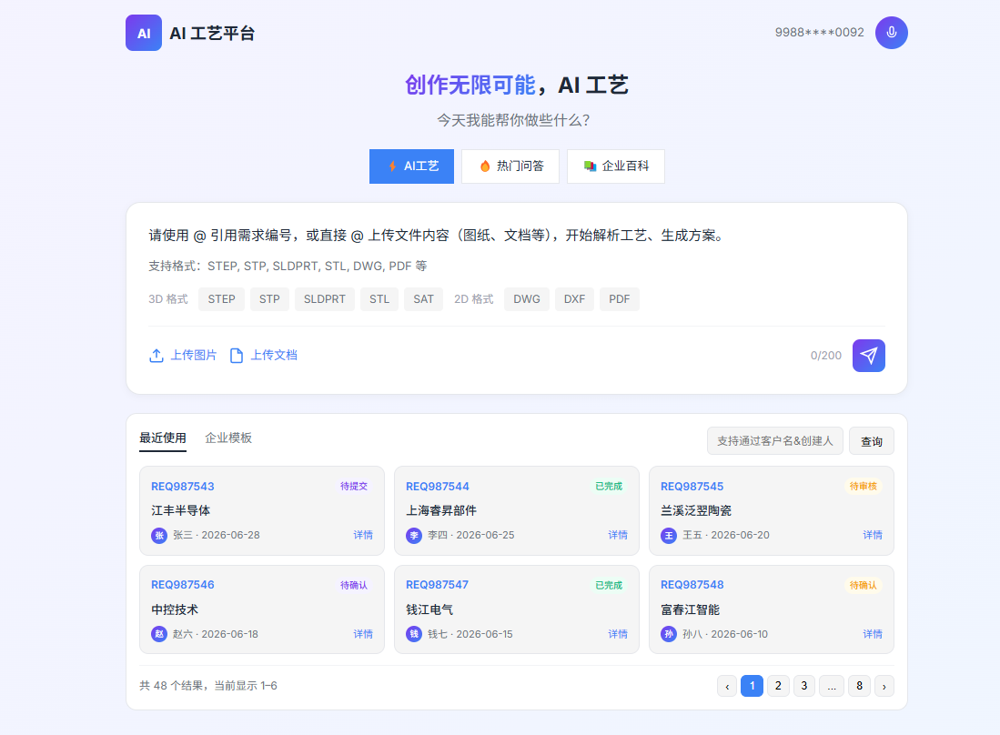 AI AI 工艺平台 9988****0092
创作无限可能，AI 工艺
今天我能帮你做些什么？
AI工艺 热门问答 企业百科
请使用 @ 引用需求编号，或直接 @ 上传文件内容（图纸、文档等），开始解析工艺、生成方案。
支持格式：STEP, STP, SLDPRT, STL, DWG, PDF 等
3D 格式 STEP STP SLDPRT STL SAT 2D 格式 DWG DXF PDF
上传图片 上传文档 0/200
最近使用 企业模板 支持通过客户名&创建人 查询
REQ987543 待提交 REQ987544 已完成 REQ987545 待审核
江丰半导体 上海睿昇部件 兰溪泛翌陶瓷
张 张三 · 2026-06-28 详情 李 李四 · 2026-06-25 详情 王 王五 · 2026-06-20 详情
REQ987546 待确认 REQ987547 已完成 REQ987548 待确认
中控技术 钱江电气 富春江智能
赵 赵六 · 2026-06-18 详情 钱 钱七 · 2026-06-15 详情 孙 孙八 · 2026-06-10 详情
共 48 个结果，当前显示 1–6 ‹ 1 2 3 ... 8 ›